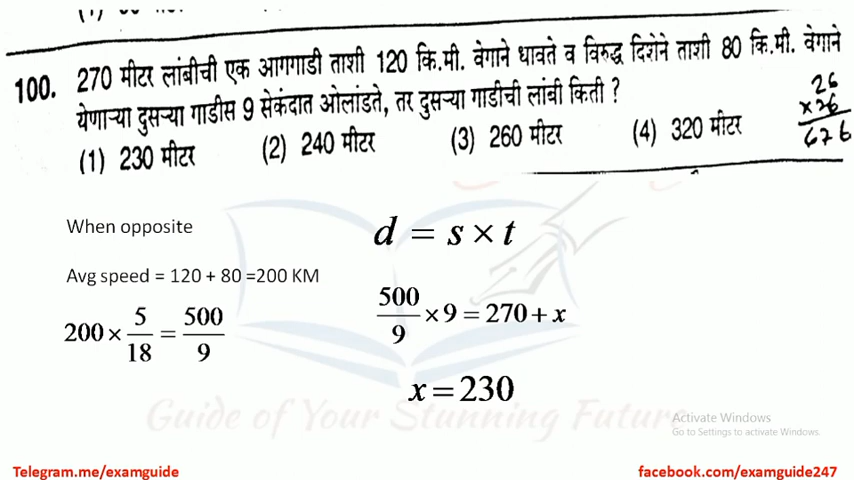 100. 270 मीटर लांबीची एक आगगाडी ताशी 120 कि.मी. वेगाने धावते व विरुद्ध दिशेने ताशी 80 कि.मी. वेगाने
येणाऱ्या दुसऱ्या गाडीस 9 सेकंदात ओलांडते, तर दुसऱ्या गाडीची लांबी किती ?
(1) 230 मीटर (2) 240 मीटर (3) 260 मीटर (4) 320 मीटर
26
×26
676
When opposite
Avg speed = 120 + 80 =200 KM
200 × 5/18 = 500/9
d = s × t
500/9 × 9 = 270 + x
x = 230
Guide of Your Stunning Future
Activate Windows
Go to Settings to activate Windows.
Telegram.me/examguide
facebook.com/examguide247